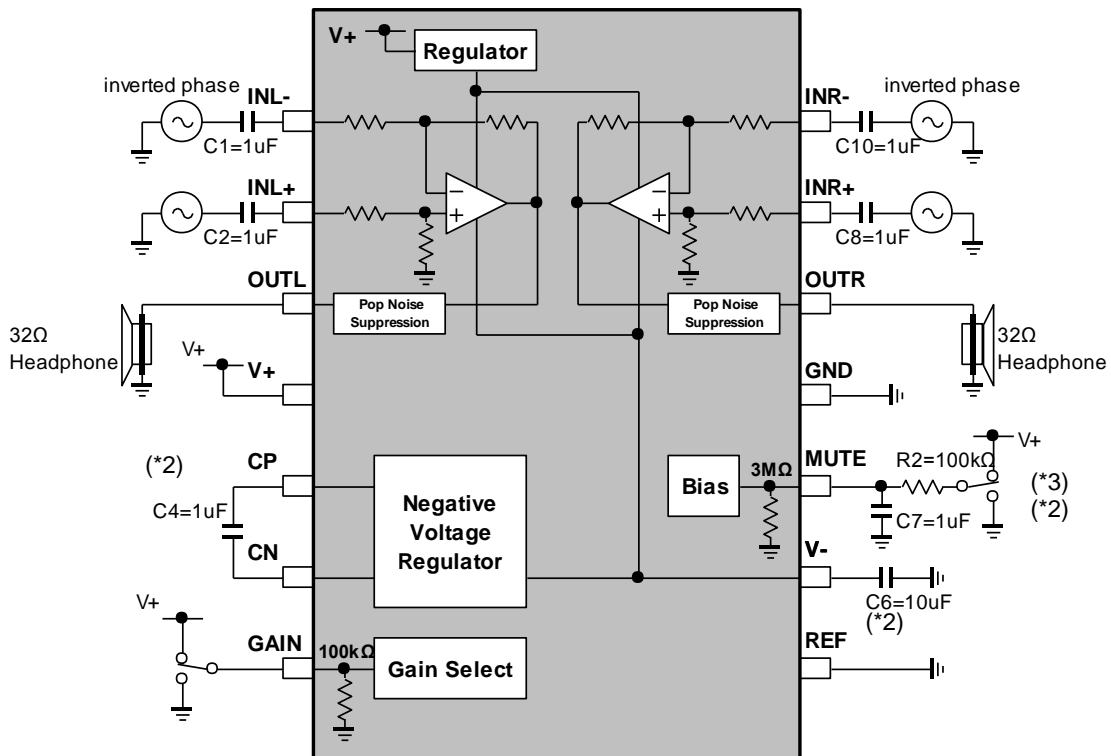 V+
Regulator
inverted phase
INL-
C1=1uF
INR-
inverted phase
C10=1uF
INL+
C2=1uF
−
+
−
+
INR+
C8=1uF
OUTL
Pop Noise
Suppression
Pop Noise
Suppression
OUTR
32Ω
Headphone
V+
V+
32Ω
Headphone
GND
(*2)
CP
C4=1uF
CN
Negative
Voltage
Regulator
Bias
3MΩ
MUTE
R2=100kΩ
V+
(*3)
(*2)
C7=1uF
V-
C6=10uF
(*2)
V+
GAIN
100kΩ
Gain Select
REF